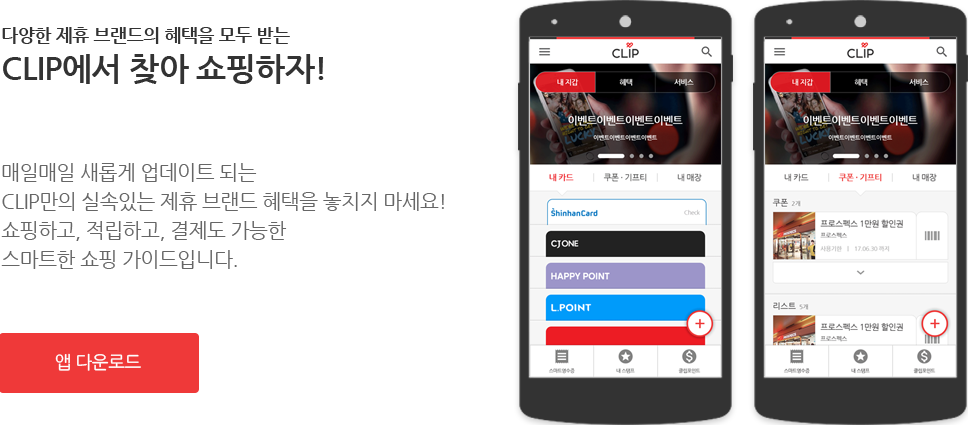 다양한 제휴 브랜드의 혜택을 모두 받는
CLIP에서 찾아 쇼핑하자!
매일매일 새롭게 업데이트 되는
CLIP만의 실속있는 제휴 브랜드 혜택을 놓치지 마세요!
쇼핑하고, 적립하고, 결제도 가능한
스마트한 쇼핑 가이드입니다.
앱 다운로드
CLIP
내 지갑 혜택 서비스
이벤트이벤트이벤트이벤트
이벤트이벤트이벤트이벤트
내 카드 쿠폰 · 기프티 내 매장
ShinhanCard Check
CJONE
HAPPY POINT
L.POINT
+
스마트영수증 내 스탬프 클립포인트
CLIP
내 지갑 혜택 서비스
이벤트이벤트이벤트이벤트
이벤트이벤트이벤트이벤트
내 카드 쿠폰 · 기프티 내 매장
쿠폰 2개
프로스펙스 1만원 할인권
프로스펙스
사용기한 | 17.06.30 까지
리스트 5개
프로스펙스 1만원 할인권
프로스펙스
+
스마트영수증 내 스탬프 클립포인트